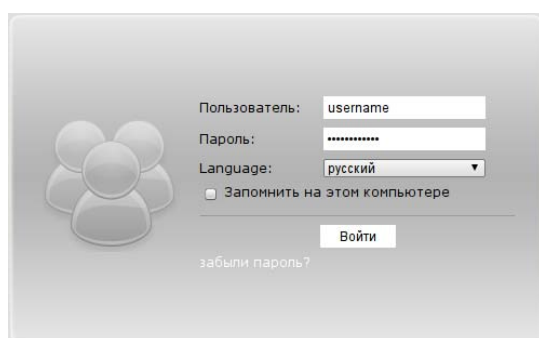 Пользователь: username
Пароль: ••••••••••••
Language: русский
Запомнить на этом компьютере
Войти
забыли пароль?